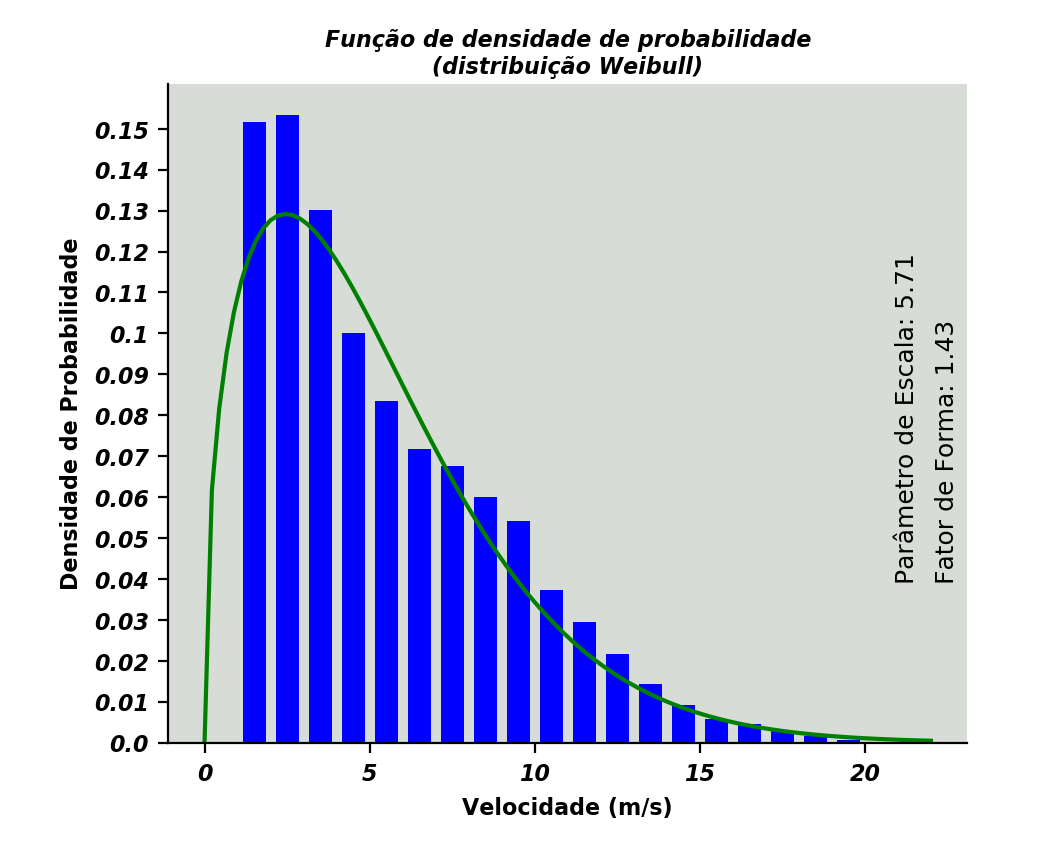 Função de densidade de probabilidade
(distribuição Weibull)
0.15
0.14
0.13
0.12
0.11
0.1
0.09
0.08
0.07
0.06
0.05
0.04
0.03
0.02
0.01
0.0
Densidade de Probabilidade
0 5 10 15 20
Velocidade (m/s)
Parâmetro de Escala: 5.71
Fator de Forma: 1.43